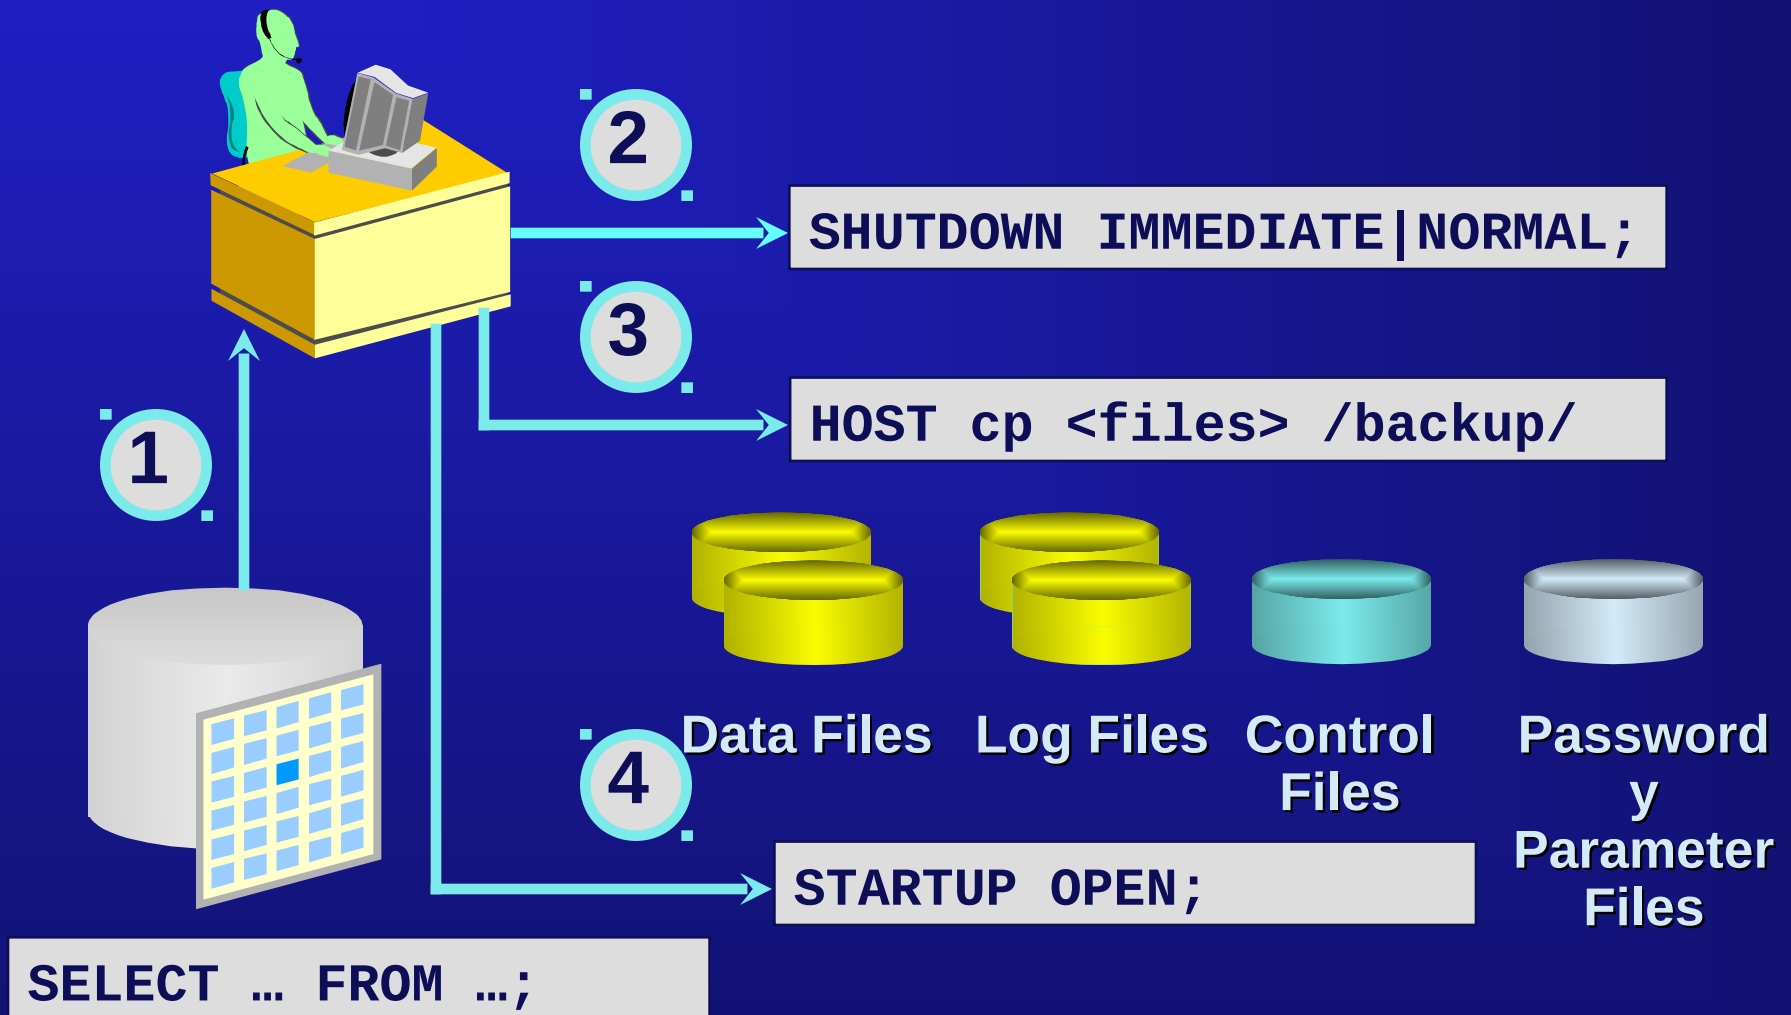 2
SHUTDOWN IMMEDIATE|NORMAL;
3
HOST cp <files> /backup/
1
Data Files
Log Files
Control
Files
Password
y
Parameter
Files
4
STARTUP OPEN;
SELECT … FROM …;